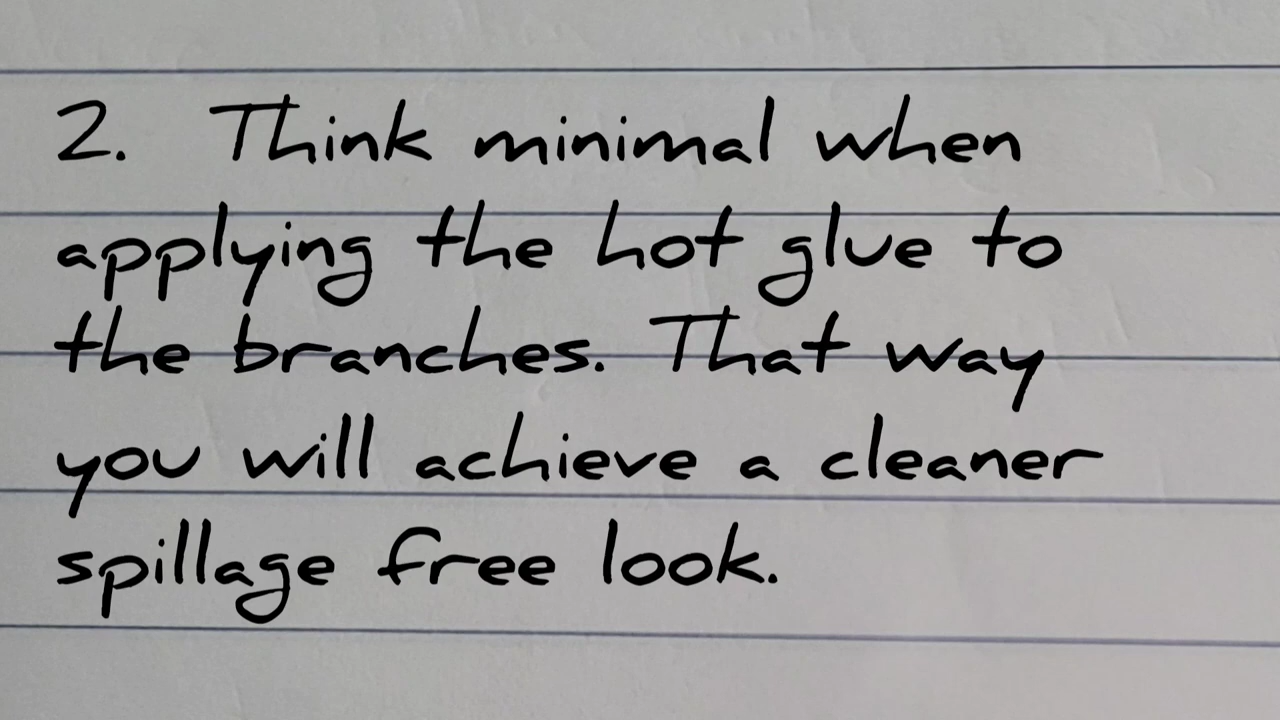 2. Think minimal when
applying the hot glue to
the branches. That way
you will achieve a cleaner
spillage free look.